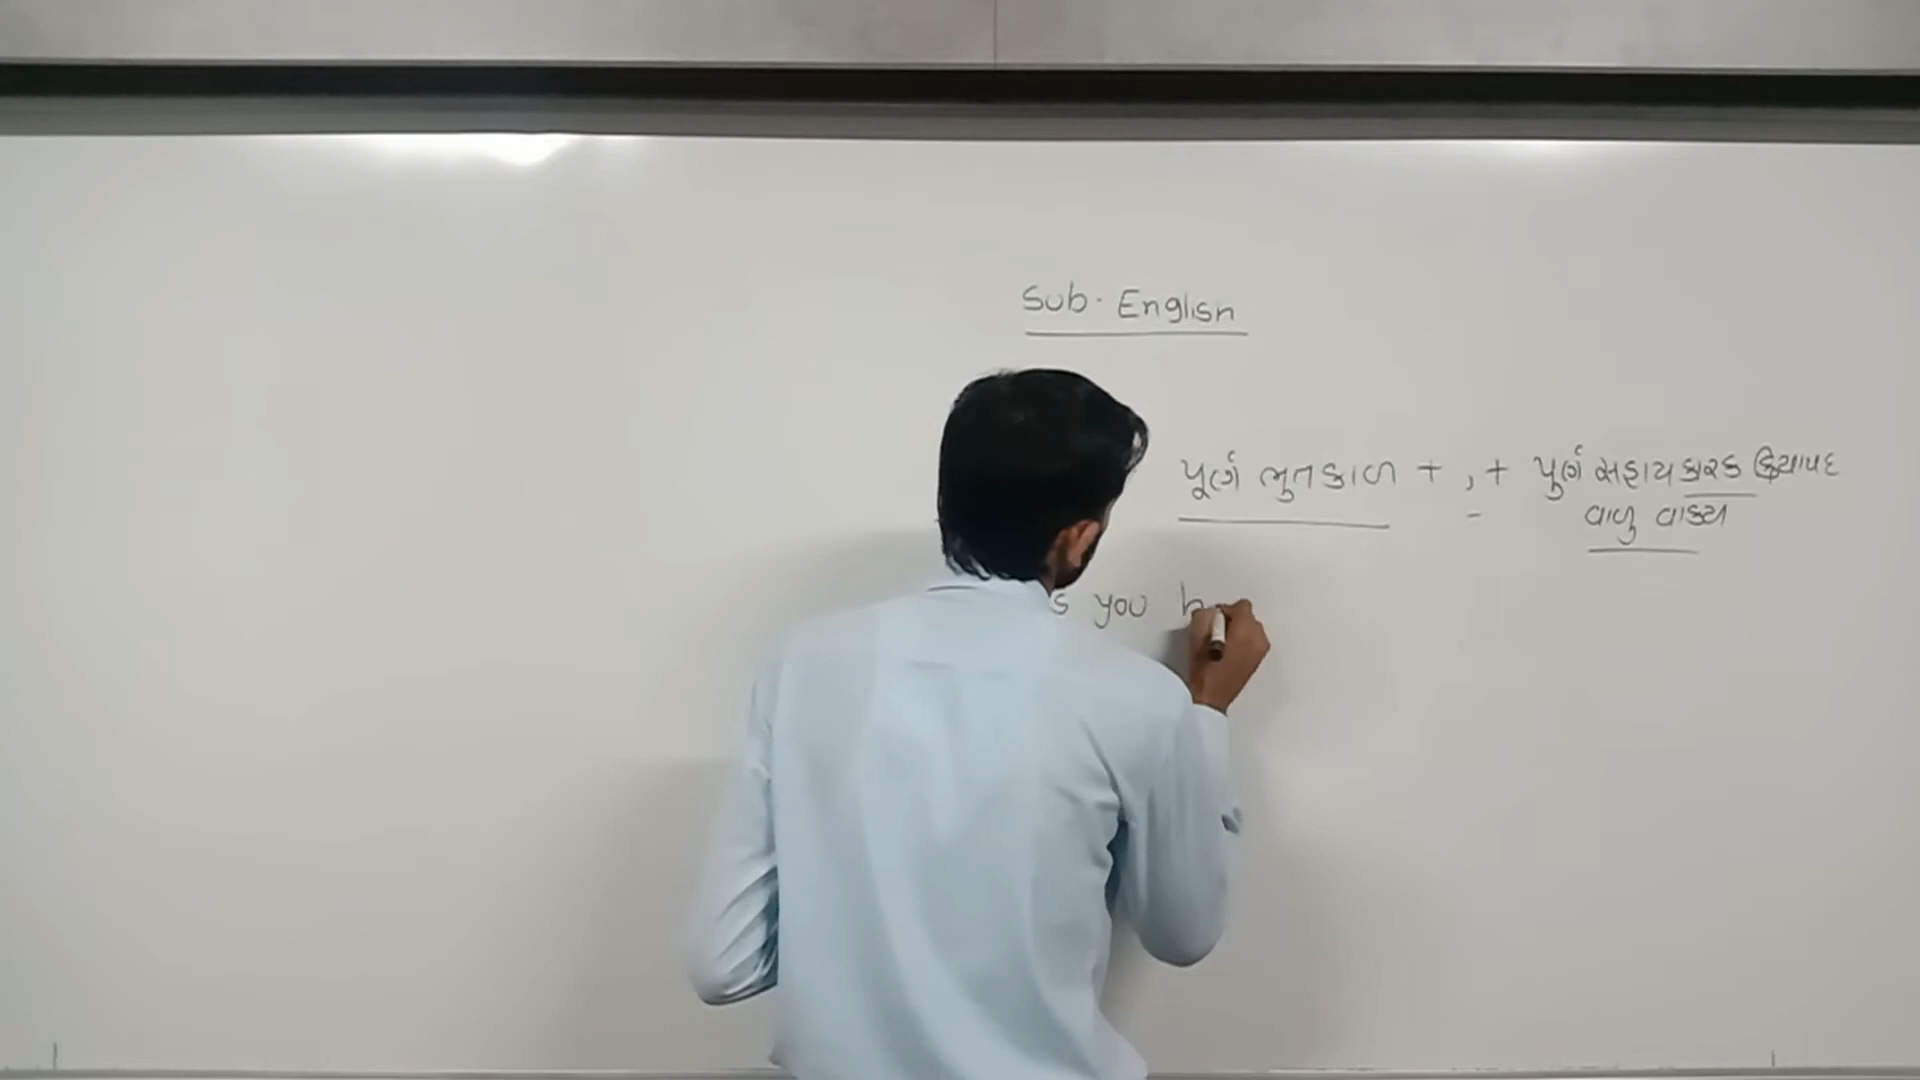 Sub. English
પૂર્ણ ભુતકાળ + , + પુર્ણ સહાયકારક ક્રિયાપદ
વાળુ વાક્ય
you